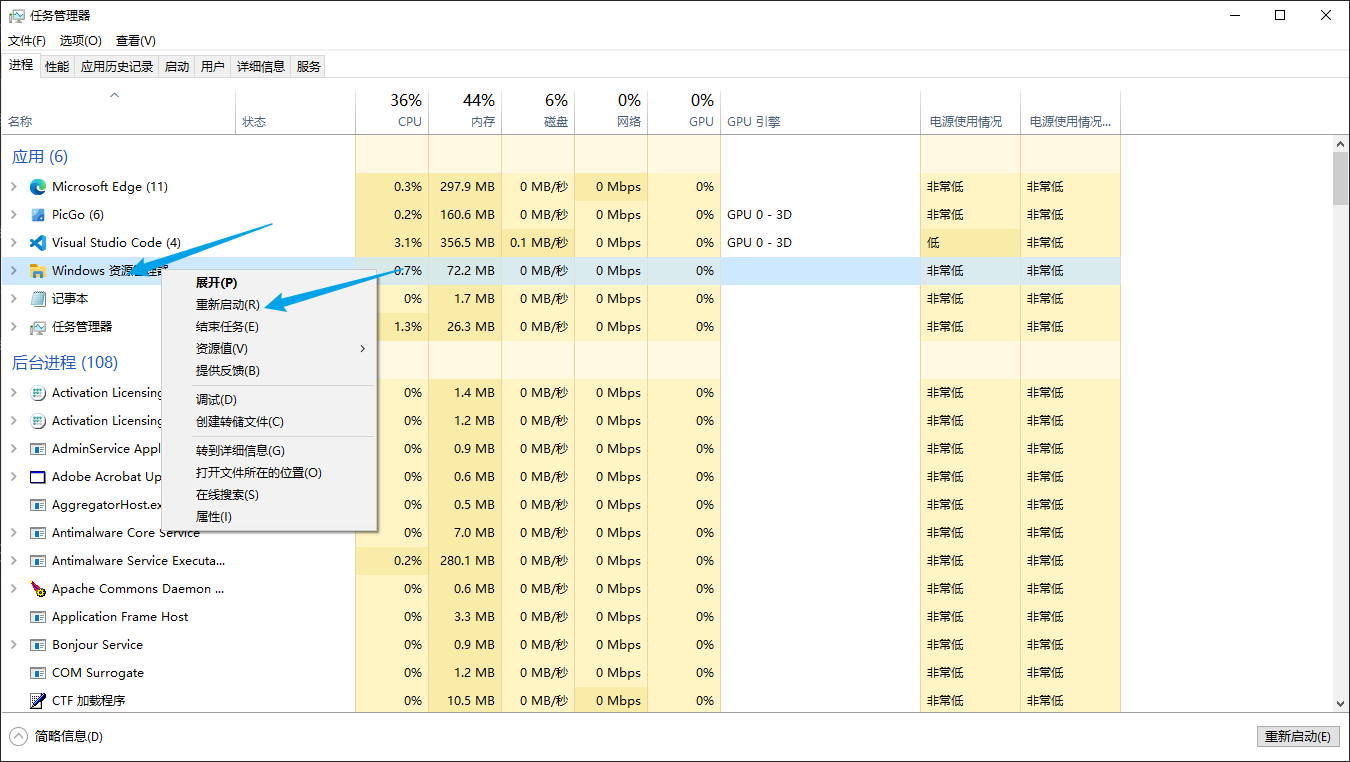 任务管理器
文件(F) 选项(O) 查看(V)
进程 性能 应用历史记录 启动 用户 详细信息 服务
36% 44% 6% 0% 0%
名称 状态 CPU 内存 磁盘 网络 GPU GPU 引擎 电源使用情况 电源使用情况...
应用 (6)
Microsoft Edge (11) 0.3% 297.9 MB 0 MB/秒 0 Mbps 0% 非常低 非常低
PicGo (6) 0.2% 160.6 MB 0 MB/秒 0 Mbps 0% GPU 0 - 3D 非常低 非常低
Visual Studio Code (4) 3.1% 356.5 MB 0.1 MB/秒 0 Mbps 0% GPU 0 - 3D 低 非常低
Windows 资源管理器 0.7% 72.2 MB 0 MB/秒 0 Mbps 0% 非常低 非常低
记事本 0% 1.7 MB 0 MB/秒 0 Mbps 0% 非常低 非常低
任务管理器 1.3% 26.3 MB 0 MB/秒 0 Mbps 0% 非常低 非常低
后台进程 (108)
Activation Licensing 0% 1.4 MB 0 MB/秒 0 Mbps 0% 非常低 非常低
Activation Licensing 0% 1.2 MB 0 MB/秒 0 Mbps 0% 非常低 非常低
AdminService Appl 0% 0.9 MB 0 MB/秒 0 Mbps 0% 非常低 非常低
Adobe Acrobat Up 0% 0.6 MB 0 MB/秒 0 Mbps 0% 非常低 非常低
AggregatorHost.ex 0% 0.5 MB 0 MB/秒 0 Mbps 0% 非常低 非常低
Antimalware Core Service 0% 7.0 MB 0 MB/秒 0 Mbps 0% 非常低 非常低
Antimalware Service Executa... 0.2% 280.1 MB 0 MB/秒 0 Mbps 0% 非常低 非常低
Apache Commons Daemon ... 0% 0.6 MB 0 MB/秒 0 Mbps 0% 非常低 非常低
Application Frame Host 0% 3.3 MB 0 MB/秒 0 Mbps 0% 非常低 非常低
Bonjour Service 0% 0.9 MB 0 MB/秒 0 Mbps 0% 非常低 非常低
COM Surrogate 0% 1.2 MB 0 MB/秒 0 Mbps 0% 非常低 非常低
CTF 加载程序 0% 10.5 MB 0 MB/秒 0 Mbps 0% 非常低 非常低
展开(P)
重新启动(R)
结束任务(E)
资源值(V)
提供反馈(B)
调试(D)
创建转储文件(C)
转到详细信息(G)
打开文件所在的位置(O)
在线搜索(S)
属性(I)
简略信息(D) 重新启动(E)